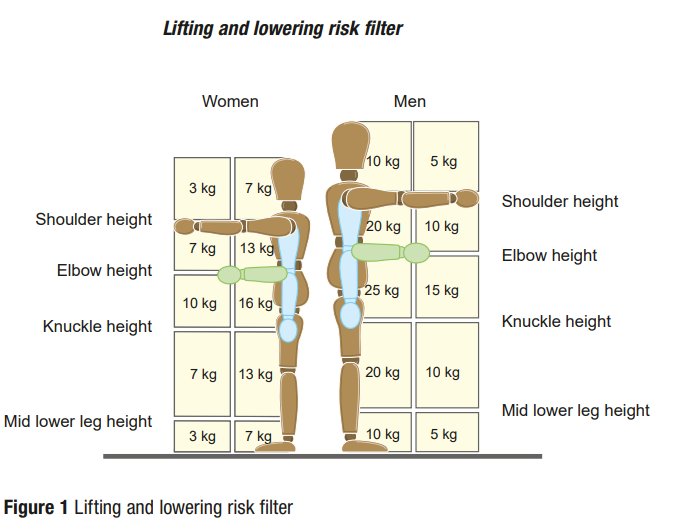 Lifting and lowering risk filter
Women
Men
3 kg
7 kg
10 kg
5 kg
Shoulder height
Shoulder height
7 kg
13 kg
20 kg
10 kg
Elbow height
Elbow height
10 kg
16 kg
25 kg
15 kg
Knuckle height
Knuckle height
7 kg
13 kg
20 kg
10 kg
Mid lower leg height
Mid lower leg height
3 kg
7 kg
10 kg
5 kg
Figure 1 Lifting and lowering risk filter